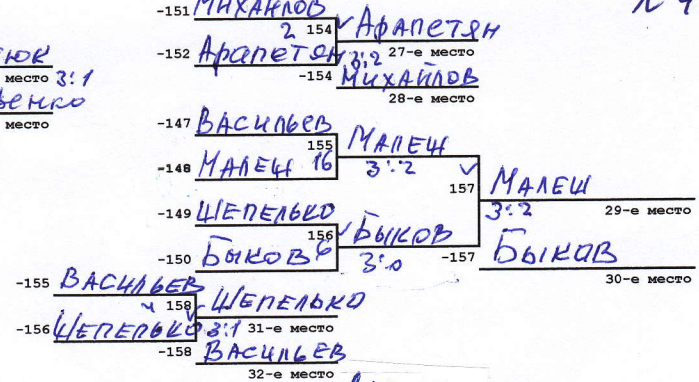 -151 МИХАЙЛОВ
2 154 АРАПЕТЯН
-152 АРАПЕТЯН 3:2 27-е место
-154 МИХАЙЛОВ
28-е место
ЮК
место 3:1
ЕНКО
место
-147 ВАСИЛЬЕВ
155 МАЛЕШ
-148 МАЛЕШ 16 3:2
157 МАЛЕШ
3:2 29-е место
-149 ШЕПЕЛЬКО
156 БЫКОВ
-150 БЫКОВ 6 3:0
-157 БЫКОВ
30-е место
-155 ВАСИЛЬЕВ
158 ШЕПЕЛЬКО
-156 ШЕПЕЛЬКО 3:1 31-е место
-158 ВАСИЛЬЕВ
32-е место